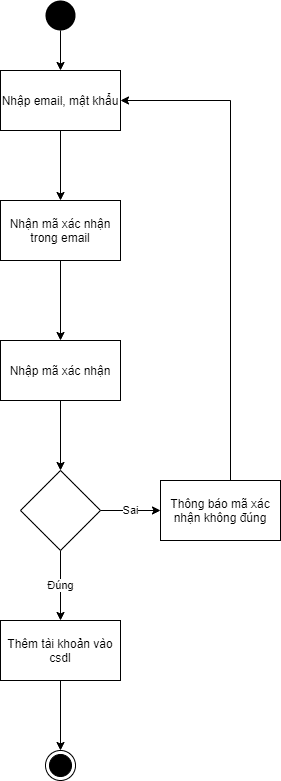 Nhập email, mật khẩu
Nhận mã xác nhận
trong email
Nhập mã xác nhận
Sai
Thông báo mã xác
nhận không đúng
Đúng
Thêm tài khoản vào
csdl